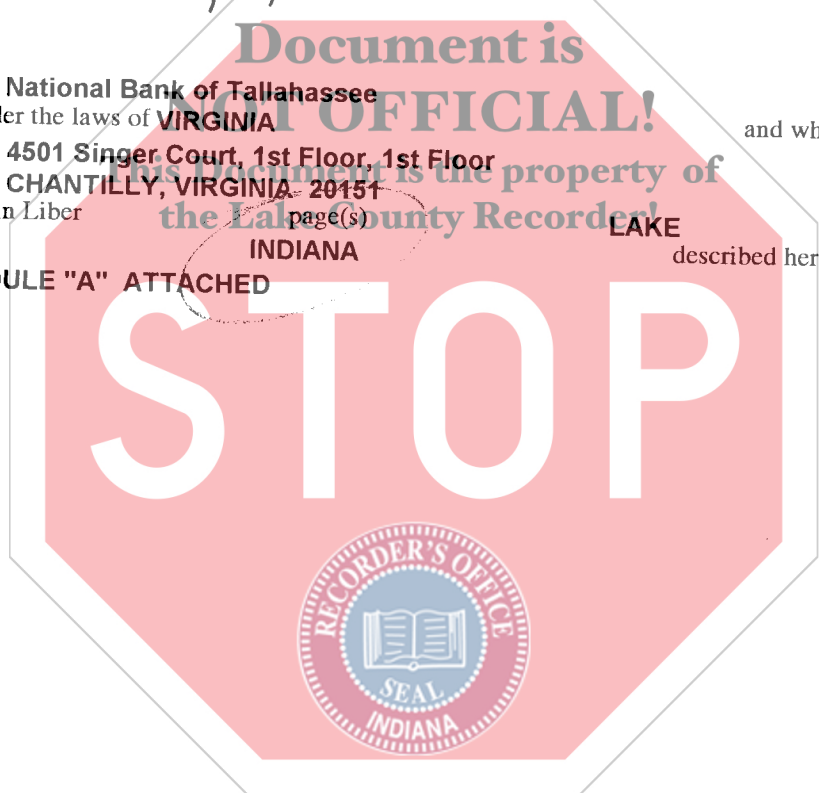 Document is
NOT OFFICIAL!
This Document is the property of
the Lake County Recorder!
National Bank of Tallahassee
er the laws of VIRGINIA and wh
4501 Singer Court, 1st Floor, 1st Floor
CHANTILLY, VIRGINIA 20151
n Liber page(s) LAKE
INDIANA described her
ULE "A" ATTACHED
STOP
RECORDER'S OFFICE
SEAL
INDIANA